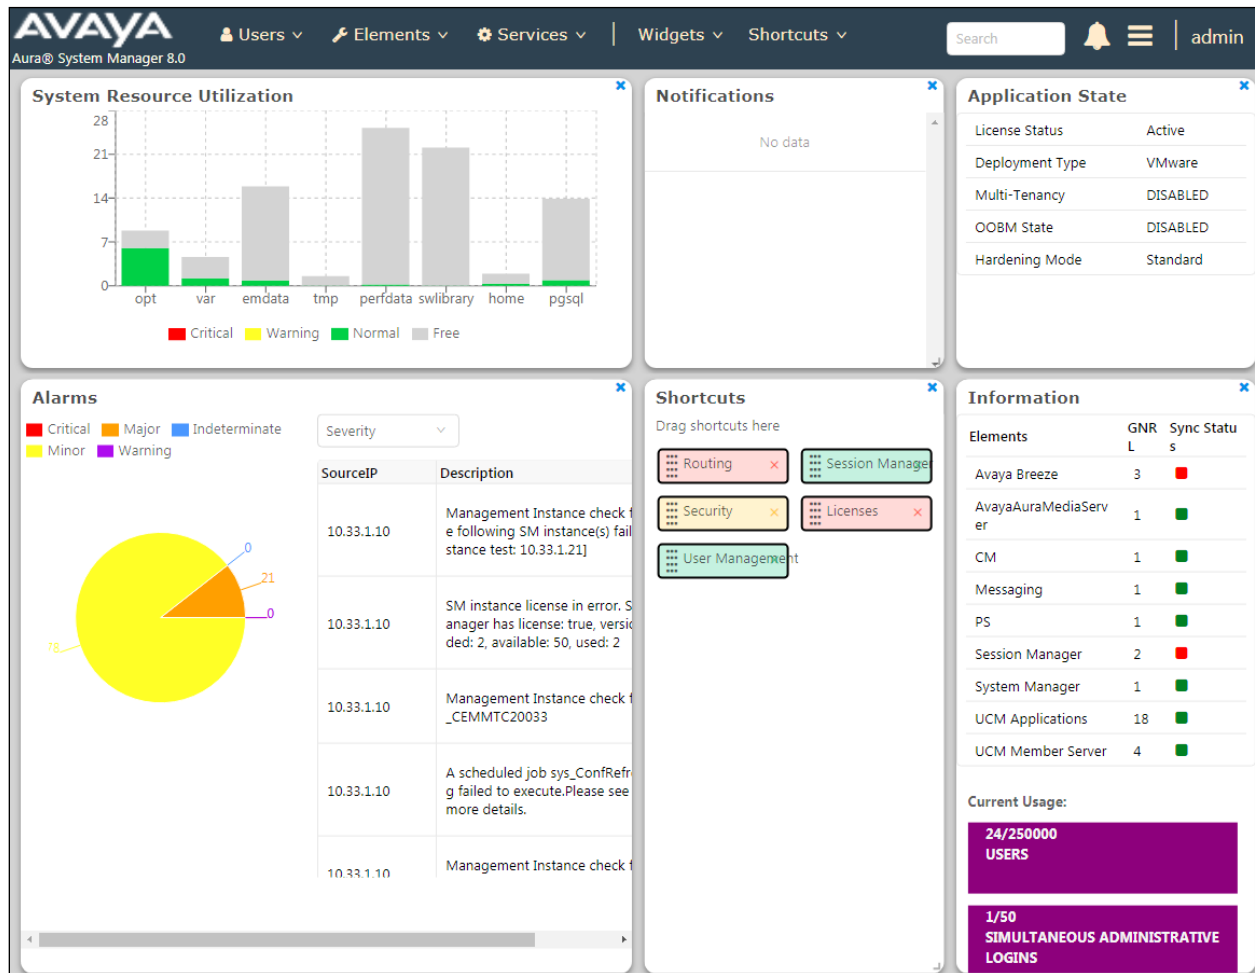 AVAYA
Aura® System Manager 8.0
Users
Elements
Services
Widgets
Shortcuts
Search
admin
System Resource Utilization
28
21
14
7
0
opt
var
emdata
tmp
perfdata
swlibrary
home
pgsql
Critical
Warning
Normal
Free
Notifications
No data
Application State
License Status Active
Deployment Type VMware
Multi-Tenancy DISABLED
OOBM State DISABLED
Hardening Mode Standard
Alarms
Critical
Major
Indeterminate
Minor
Warning
0
21
0
Severity
SourceIP Description
10.33.1.10
Management Instance check f
e following SM instance(s) fail
stance test: 10.33.1.21]
10.33.1.10
SM instance license in error. S
anager has license: true, versio
ded: 2, available: 50, used: 2
10.33.1.10
Management Instance check f
_CEMMTC20033
10.33.1.10
A scheduled job sys_ConfRefr
g failed to execute.Please see
more details.
10.33.1.10
Management Instance check f
Shortcuts
Drag shortcuts here
Routing
Session Manager
Security
Licenses
User Management
Information
Elements
GNR
L
Sync Statu
s
Avaya Breeze 3
AvayaAuraMediaServ
er
1
CM 1
Messaging 1
PS 1
Session Manager 2
System Manager 1
UCM Applications 18
UCM Member Server 4
Current Usage:
24/250000
USERS
1/50
SIMULTANEOUS ADMINISTRATIVE
LOGINS